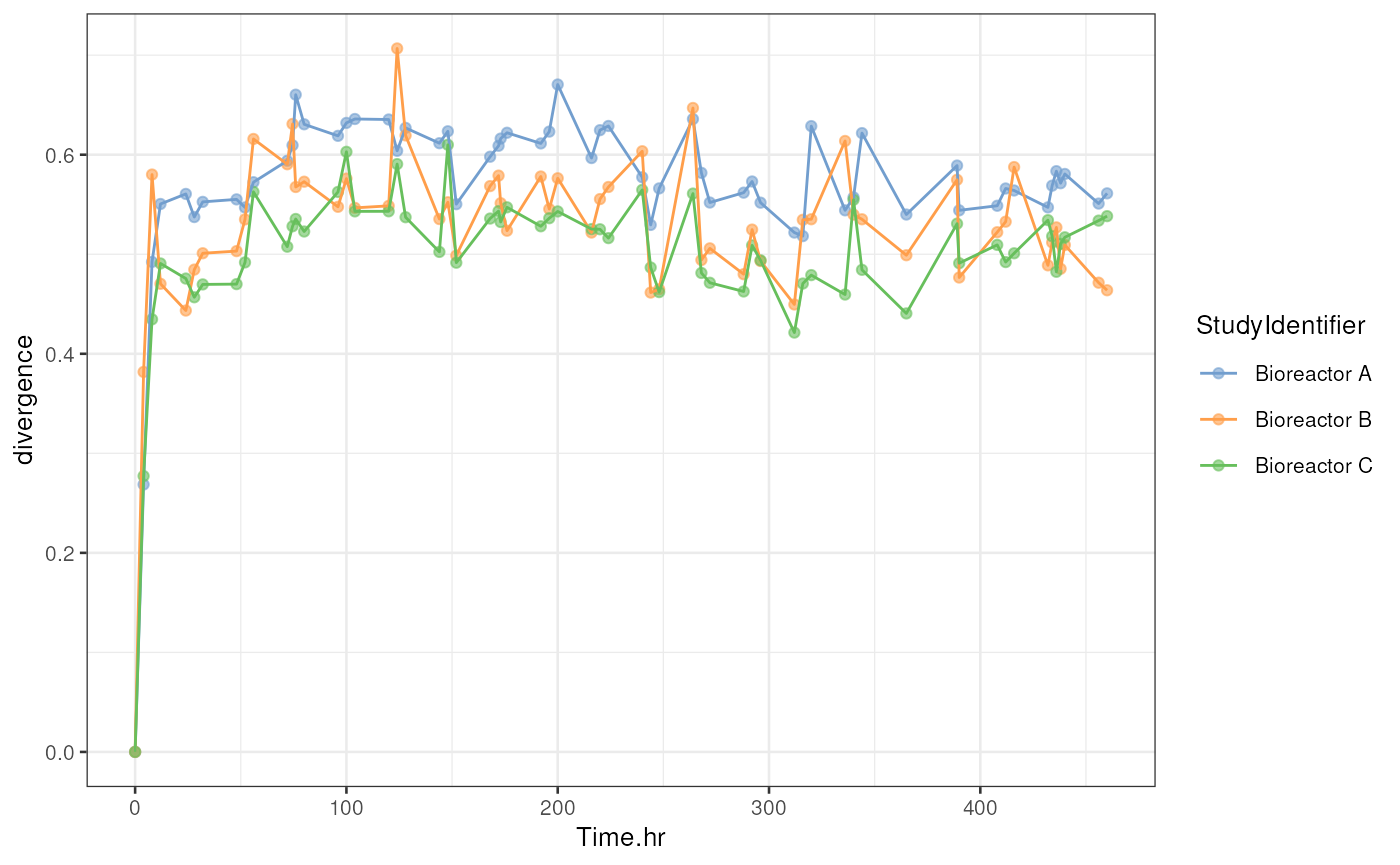 0.6
0.4
0.2
0.0
divergence
0 100 200 300 400
Time.hr
StudyIdentifier
Bioreactor A
Bioreactor B
Bioreactor C